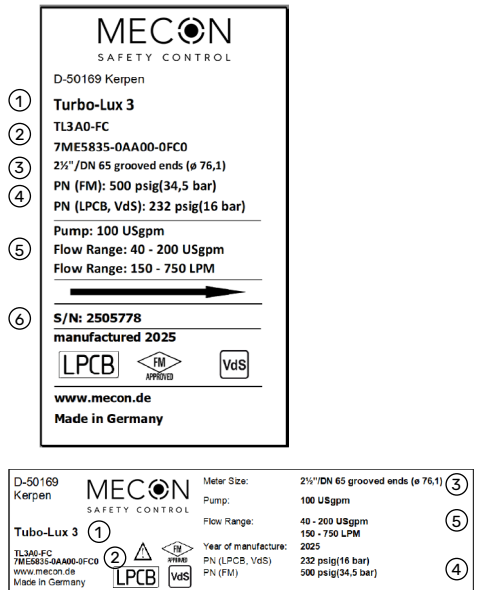 MECON
SAFETY CONTROL
D-50169 Kerpen
1 Turbo-Lux 3
2 TL3A0-FC
7ME5835-0AA00-0FC0
3 2½"/DN 65 grooved ends (ø 76,1)
4 PN (FM): 500 psig(34,5 bar)
PN (LPCB, VdS): 232 psig(16 bar)
Pump: 100 USgpm
5 Flow Range: 40 - 200 USgpm
Flow Range: 150 - 750 LPM
6 S/N: 2505778
manufactured 2025
LPCB FM APPROVED VdS
www.mecon.de
Made in Germany
D-50169
Kerpen
MECON
SAFETY CONTROL
Tubo-Lux 3 1
TL3A0-FC
7ME5835-0AA00-0FC0 2
www.mecon.de
Made in Germany
FM APPROVED
LPCB VdS
Meter Size: 2½"/DN 65 grooved ends (ø 76,1) 3
Pump: 100 USgpm
Flow Range: 40 - 200 USgpm 5
150 - 750 LPM
Year of manufacture: 2025
PN (LPCB, VdS) 232 psig(16 bar)
PN (FM) 500 psig(34,5 bar) 4